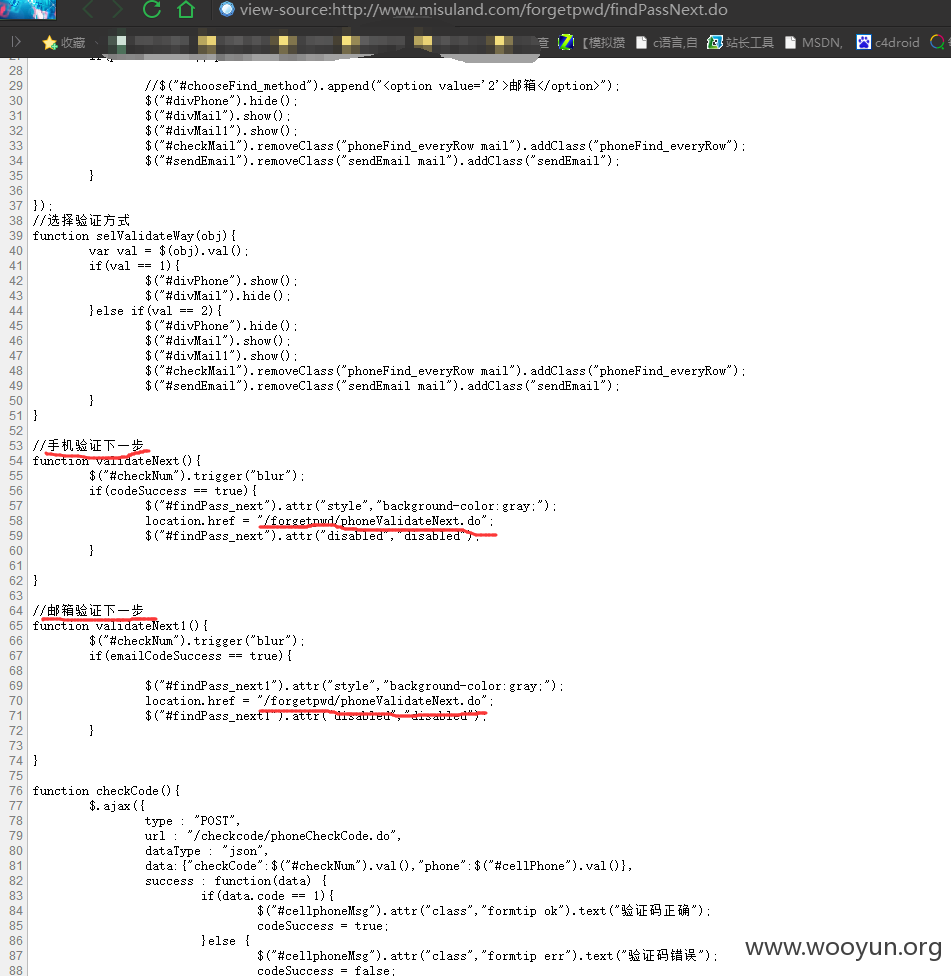 view-source:http://www.misuland.com/forgetpwd/findPassNext.do
收藏 【模拟 c语言,自 站长工具 MSDN, c4droid
28
29 //$("#chooseFind_method").append("<option value='2'>邮箱</option>");
30 $("#divPhone").hide();
31 $("#divMail").show();
32 $("#divMail1").show();
33 $("#checkMail").removeClass("phoneFind_everyRow mail").addClass("phoneFind_everyRow");
34 $("#sendEmail").removeClass("sendEmail mail").addClass("sendEmail");
35 }
36
37 });
38 //选择验证方式
39 function selValidateWay(obj){
40 var val = $(obj).val();
41 if(val == 1){
42 $("#divPhone").show();
43 $("#divMail").hide();
44 }else if(val == 2){
45 $("#divPhone").hide();
46 $("#divMail").show();
47 $("#divMail1").show();
48 $("#checkMail").removeClass("phoneFind_everyRow mail").addClass("phoneFind_everyRow");
49 $("#sendEmail").removeClass("sendEmail mail").addClass("sendEmail");
50 }
51 }
52
53 //手机验证下一步
54 function validateNext(){
55 $("#checkNum").trigger("blur");
56 if(codeSuccess == true){
57 $("#findPass_next").attr("style","background-color:gray;");
58 location.href = "/forgetpwd/phoneValidateNext.do";
59 $("#findPass_next").attr("disabled","disabled");
60 }
61
62 }
63
64 //邮箱验证下一步
65 function validateNext1(){
66 $("#checkNum").trigger("blur");
67 if(emailCodeSuccess == true){
68
69 $("#findPass_next1").attr("style","background-color:gray;");
70 location.href = "/forgetpwd/phoneValidateNext.do";
71 $("#findPass_next1").attr("disabled","disabled");
72 }
73
74 }
75
76 function checkCode(){
77 $.ajax({
78 type : "POST",
79 url : "/checkcode/phoneCheckCode.do",
80 dataType : "json",
81 data:{"checkCode":$("#checkNum").val(),"phone":$("#cellPhone").val()},
82 success : function(data) {
83 if(data.code == 1){
84 $("#cellphoneMsg").attr("class","formtip ok").text("验证码正确");
85 codeSuccess = true;
86 }else {
87 $("#cellphoneMsg").attr("class","formtip err").text("验证码错误");
88 codeSuccess = false;
www.wooyun.org